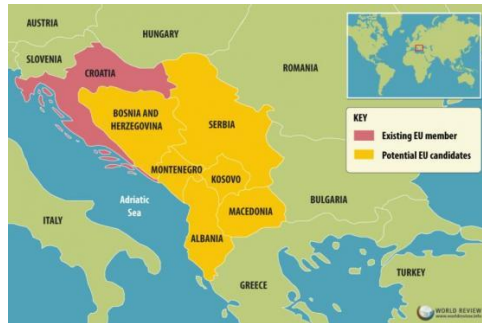 AUSTRIA
HUNGARY
SLOVENIA
CROATIA
ROMANIA
BOSNIA AND
HERZEGOVINA
SERBIA
KEY
Existing EU member
Potential EU candidates
MONTENEGRO
KOSOVO
Adriatic
Sea
ITALY
MACEDONIA
BULGARIA
ALBANIA
GREECE
TURKEY
WORLD REVIEW